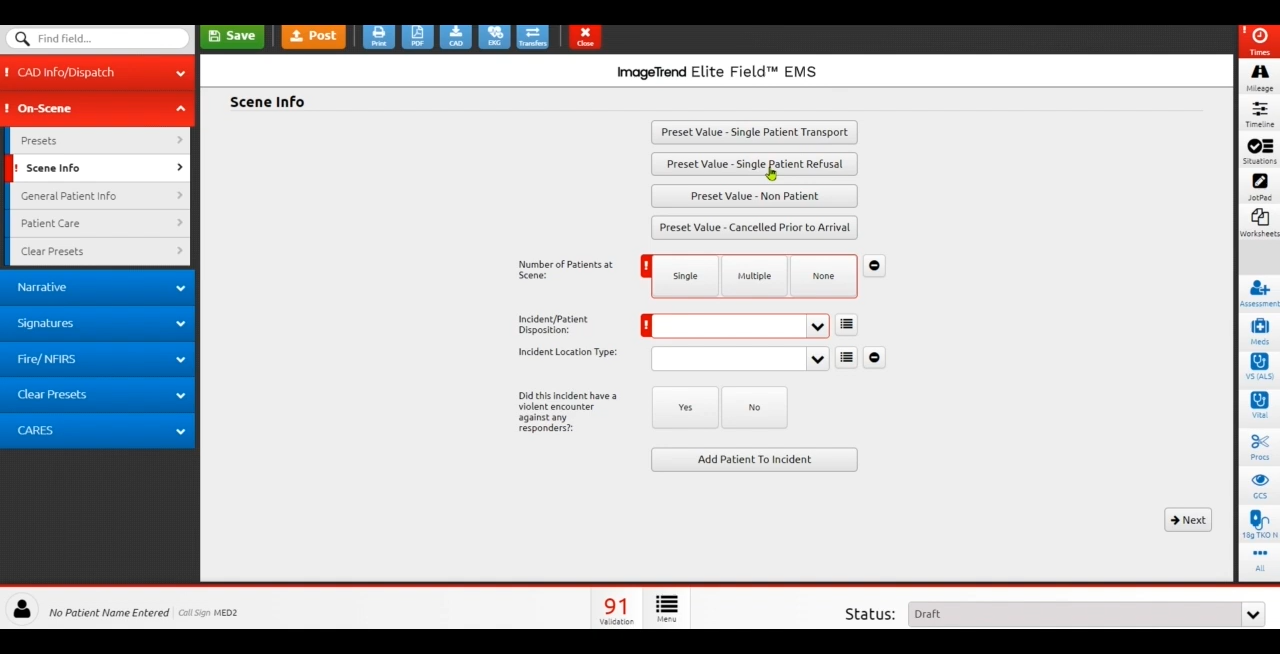 Find field...
Save
Post
Print
PDF
CAD
EKG
Transfers
Close
! Times
! CAD Info/Dispatch
ImageTrend Elite Field™ EMS
Mileage
! On-Scene
Scene Info
Timeline
Presets
Preset Value - Single Patient Transport
! Scene Info
Preset Value - Single Patient Refusal
Situations
General Patient Info
Preset Value - Non Patient
JotPad
Patient Care
Preset Value - Cancelled Prior to Arrival
Worksheets
Clear Presets
Number of Patients at
Scene:
!
Single
Multiple
None
Narrative
Assessment
Signatures
Incident/Patient
Disposition:
!
Meds
Fire/ NFIRS
Incident Location Type:
VS (ALS)
Clear Presets
Did this incident have a
violent encounter
against any
responders?:
Yes
No
Vital
CARES
Add Patient To Incident
Procs
GCS
Next
18g TKO N
All
No Patient Name Entered
Call Sign MED2
91
Validation
Menu
Status:
Draft